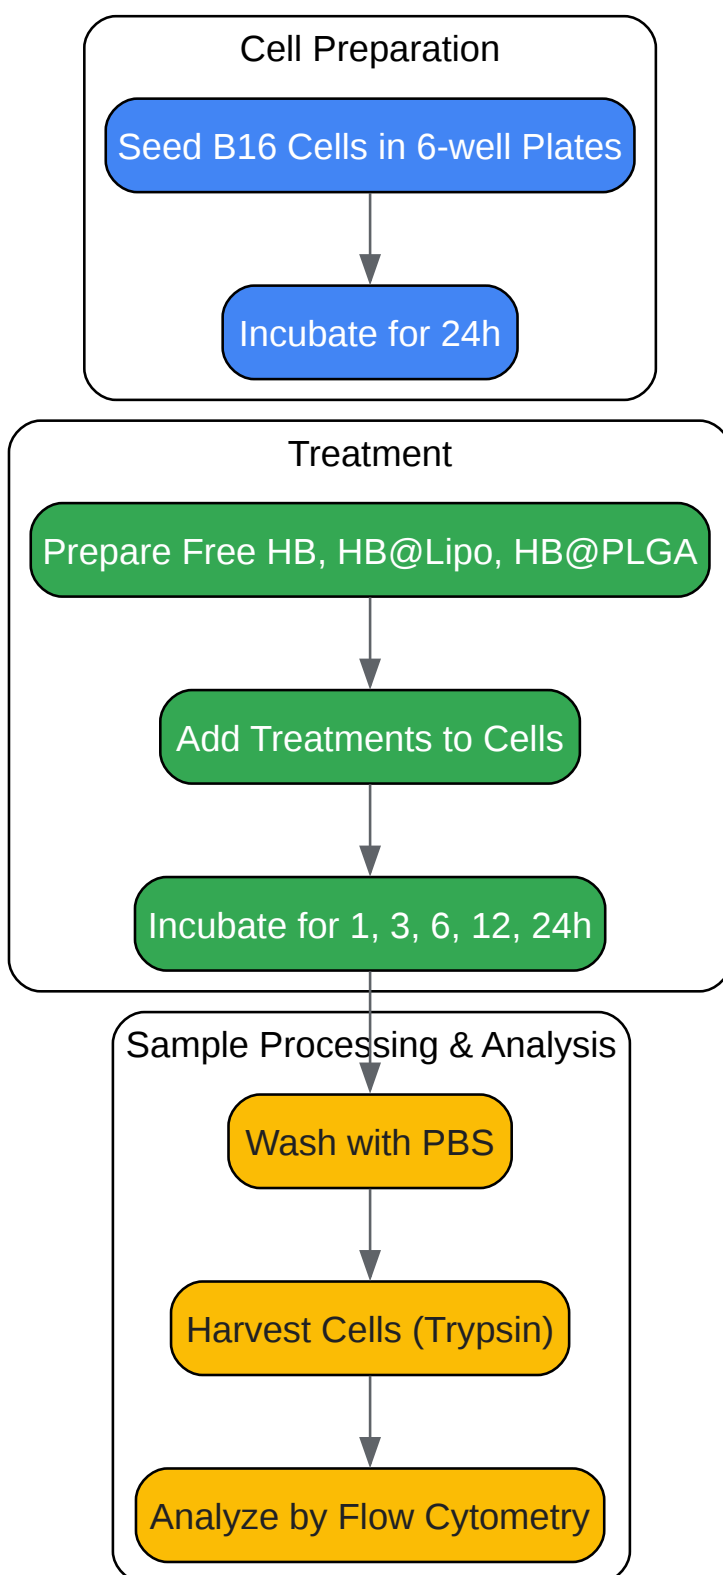 Cell Preparation
Seed B16 Cells in 6-well Plates
Incubate for 24h
Treatment
Prepare Free HB, HB@Lipo, HB@PLGA
Add Treatments to Cells
Incubate for 1, 3, 6, 12, 24h
Sample Processing & Analysis
Wash with PBS
Harvest Cells (Trypsin)
Analyze by Flow Cytometry